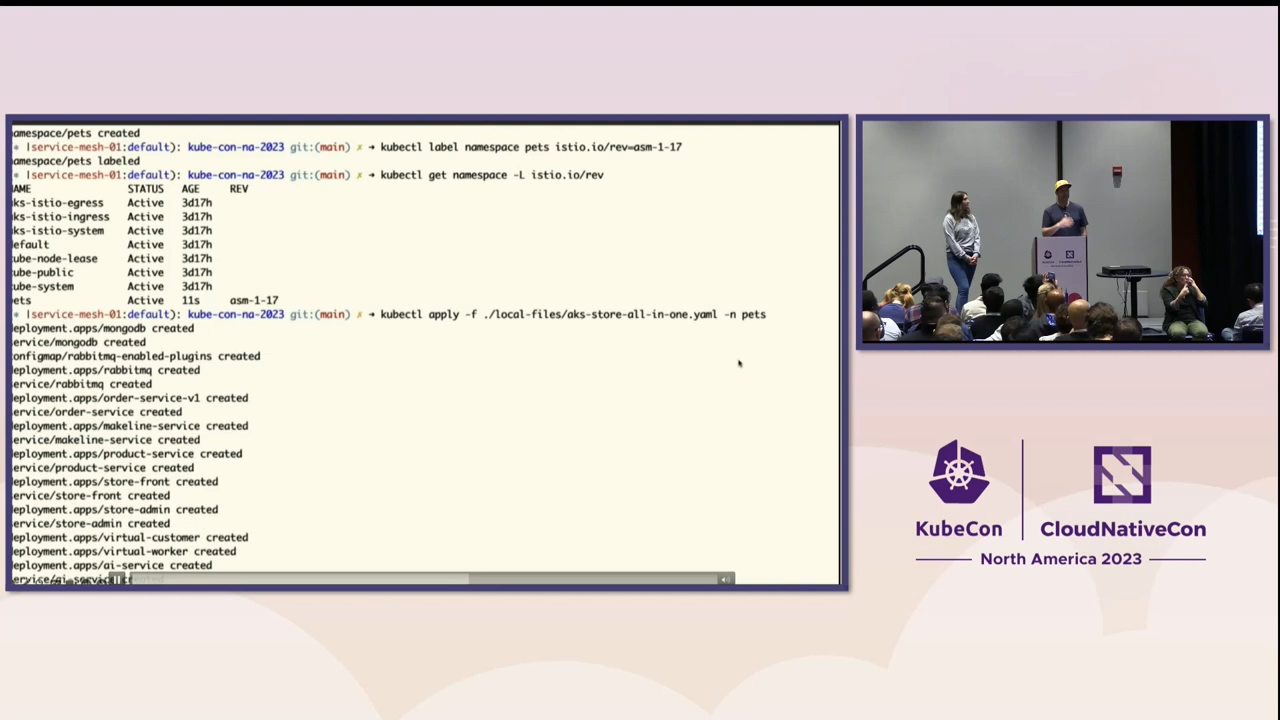 amespace/pets created
|service-mesh-01:default): kube-con-na-2023 git:(main) ✗ ➜ kubectl label namespace pets istio.io/rev=asm-1-17
amespace/pets labeled
|service-mesh-01:default): kube-con-na-2023 git:(main) ✗ ➜ kubectl get namespace -L istio.io/rev
AME STATUS AGE REV
ks-istio-egress Active 3d17h
ks-istio-ingress Active 3d17h
ks-istio-system Active 3d17h
efault Active 3d17h
ube-node-lease Active 3d17h
ube-public Active 3d17h
ube-system Active 3d17h
ets Active 11s asm-1-17
|service-mesh-01:default): kube-con-na-2023 git:(main) ✗ ➜ kubectl apply -f ./local-files/aks-store-all-in-one.yaml -n pets
eployment.apps/mongodb created
ervice/mongodb created
onfigmap/rabbitmq-enabled-plugins created
eployment.apps/rabbitmq created
ervice/rabbitmq created
eployment.apps/order-service-v1 created
ervice/order-service created
eployment.apps/makeline-service created
ervice/makeline-service created
eployment.apps/product-service created
ervice/product-service created
eployment.apps/store-front created
ervice/store-front created
eployment.apps/store-admin created
ervice/store-admin created
eployment.apps/virtual-customer created
eployment.apps/virtual-worker created
eployment.apps/ai-service created
ervice/ai-service created
KubeCon
CloudNativeCon
North America 2023